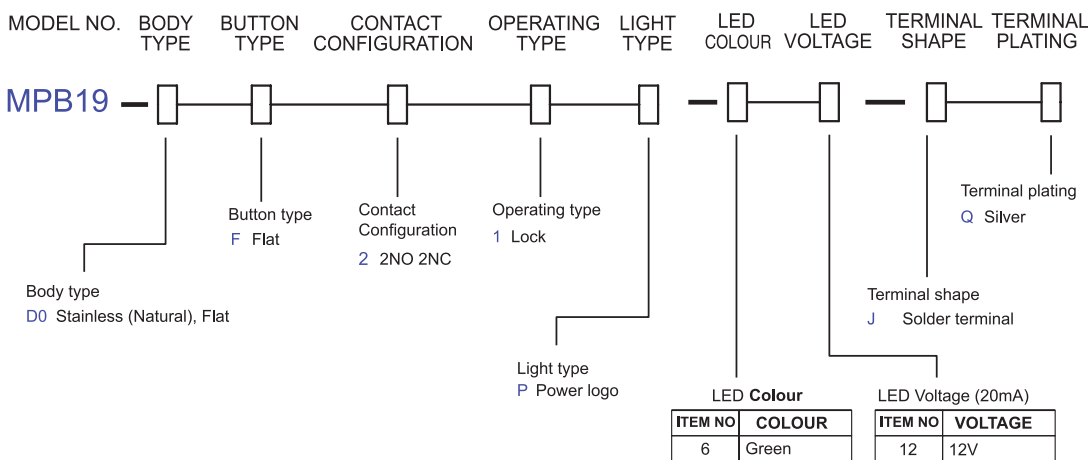 MODEL NO. BODY TYPE BUTTON TYPE CONTACT CONFIGURATION OPERATING TYPE LIGHT TYPE LED COLOUR LED VOLTAGE TERMINAL SHAPE TERMINAL PLATING
MPB19
Terminal plating
Q Silver
Button type
F Flat
Contact
Configuration
2 2NO 2NC
Operating type
1 Lock
Body type
D0 Stainless (Natural), Flat
Terminal shape
J Solder terminal
Light type
P Power logo
LED Colour
ITEM NO COLOUR
6 Green
LED Voltage (20mA)
ITEM NO VOLTAGE
12 12V